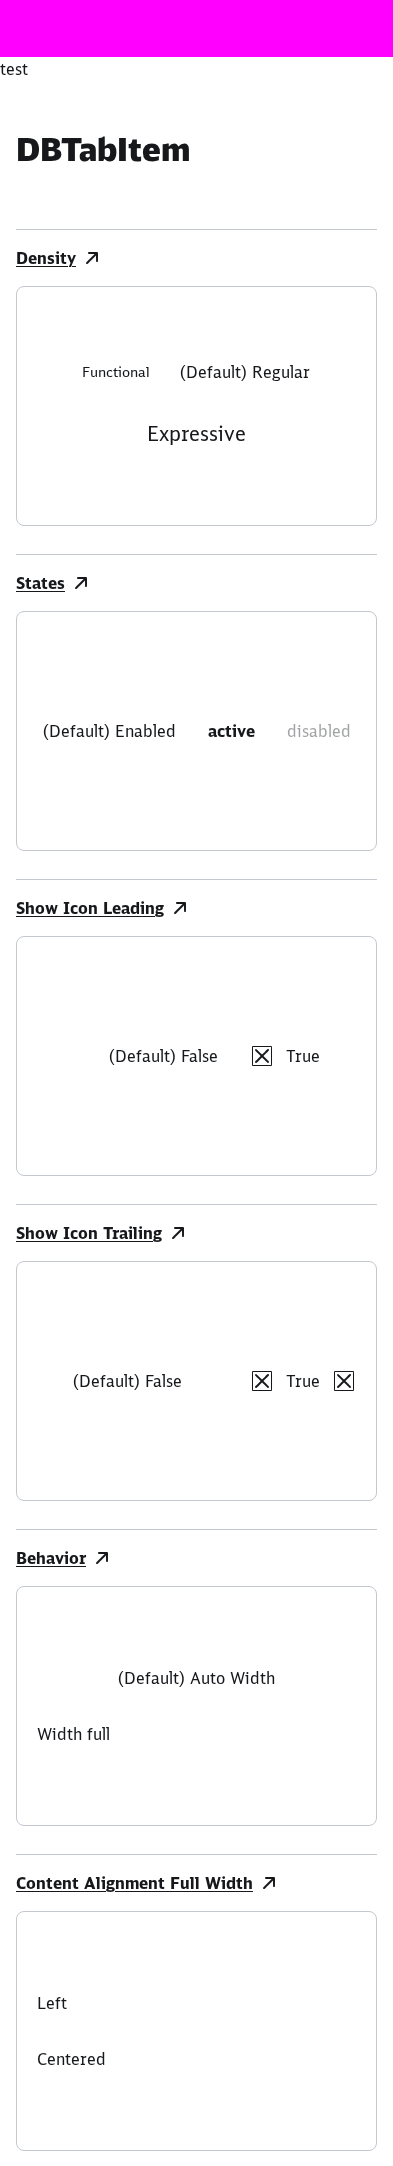 test
DBTabItem
Density
Functional (Default) Regular
Expressive
States
(Default) Enabled active disabled
Show Icon Leading
(Default) False True
Show Icon Trailing
(Default) False True
Behavior
(Default) Auto Width
Width full
Content Alignment Full Width
Left
Centered